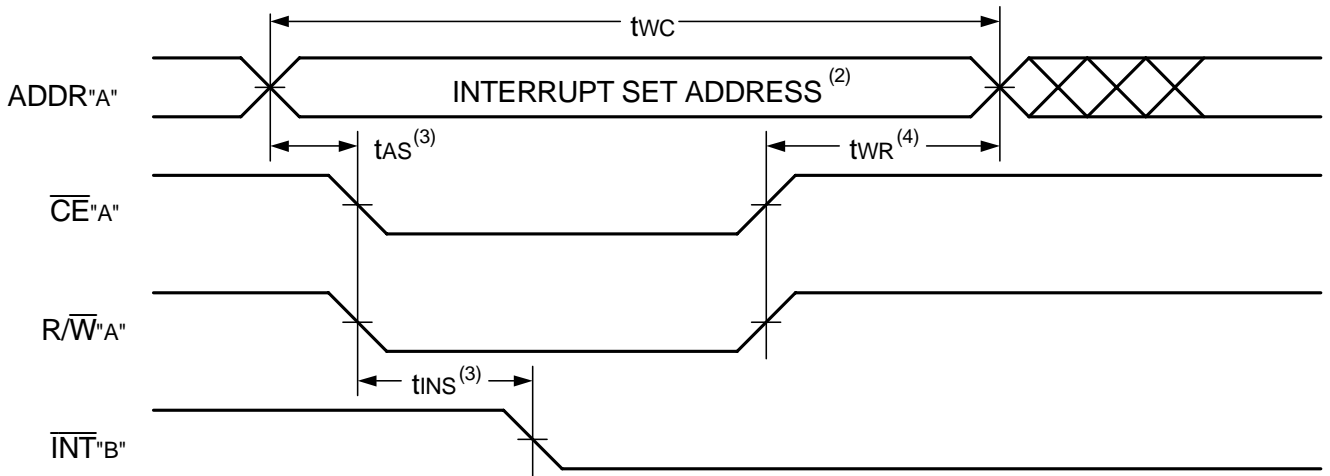 tWC
ADDR"A"
INTERRUPT SET ADDRESS (2)
tAS(3)
tWR(4)
CE"A"
R/W"A"
tINS(3)
INT"B"